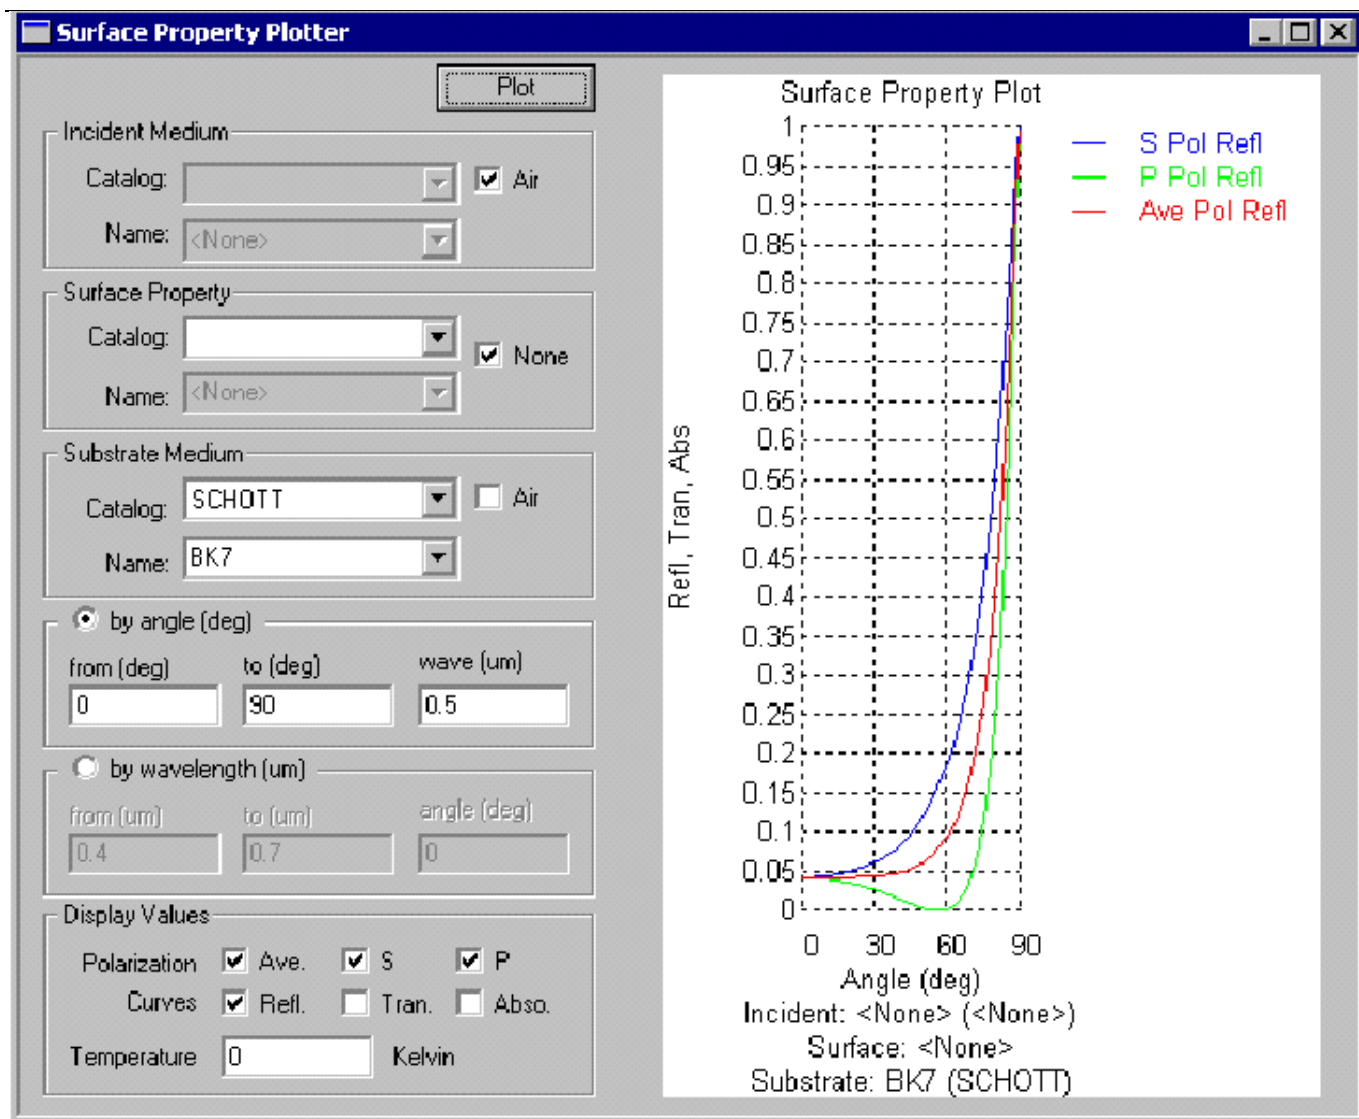 Surface Property Plotter
Plot
Incident Medium
Catalog:
Air
Name: <None>
Surface Property
Catalog:
None
Name: <None>
Substrate Medium
Catalog: SCHOTT
Air
Name: BK7
by angle (deg)
from (deg) to (deg) wave (um)
0 90 0.5
by wavelength (um)
from (um) to (um) angle (deg)
0.4 0.7 0
Display Values
Polarization Ave. S P
Curves Refl. Tran. Abso.
Temperature 0 Kelvin
Surface Property Plot
S Pol Refl
P Pol Refl
Ave Pol Refl
Refl, Tran, Abs
1
0.95
0.9
0.85
0.8
0.75
0.7
0.65
0.6
0.55
0.5
0.45
0.4
0.35
0.3
0.25
0.2
0.15
0.1
0.05
0
0 30 60 90
Angle (deg)
Incident: <None> (<None>)
Surface: <None>
Substrate: BK7 (SCHOTT)